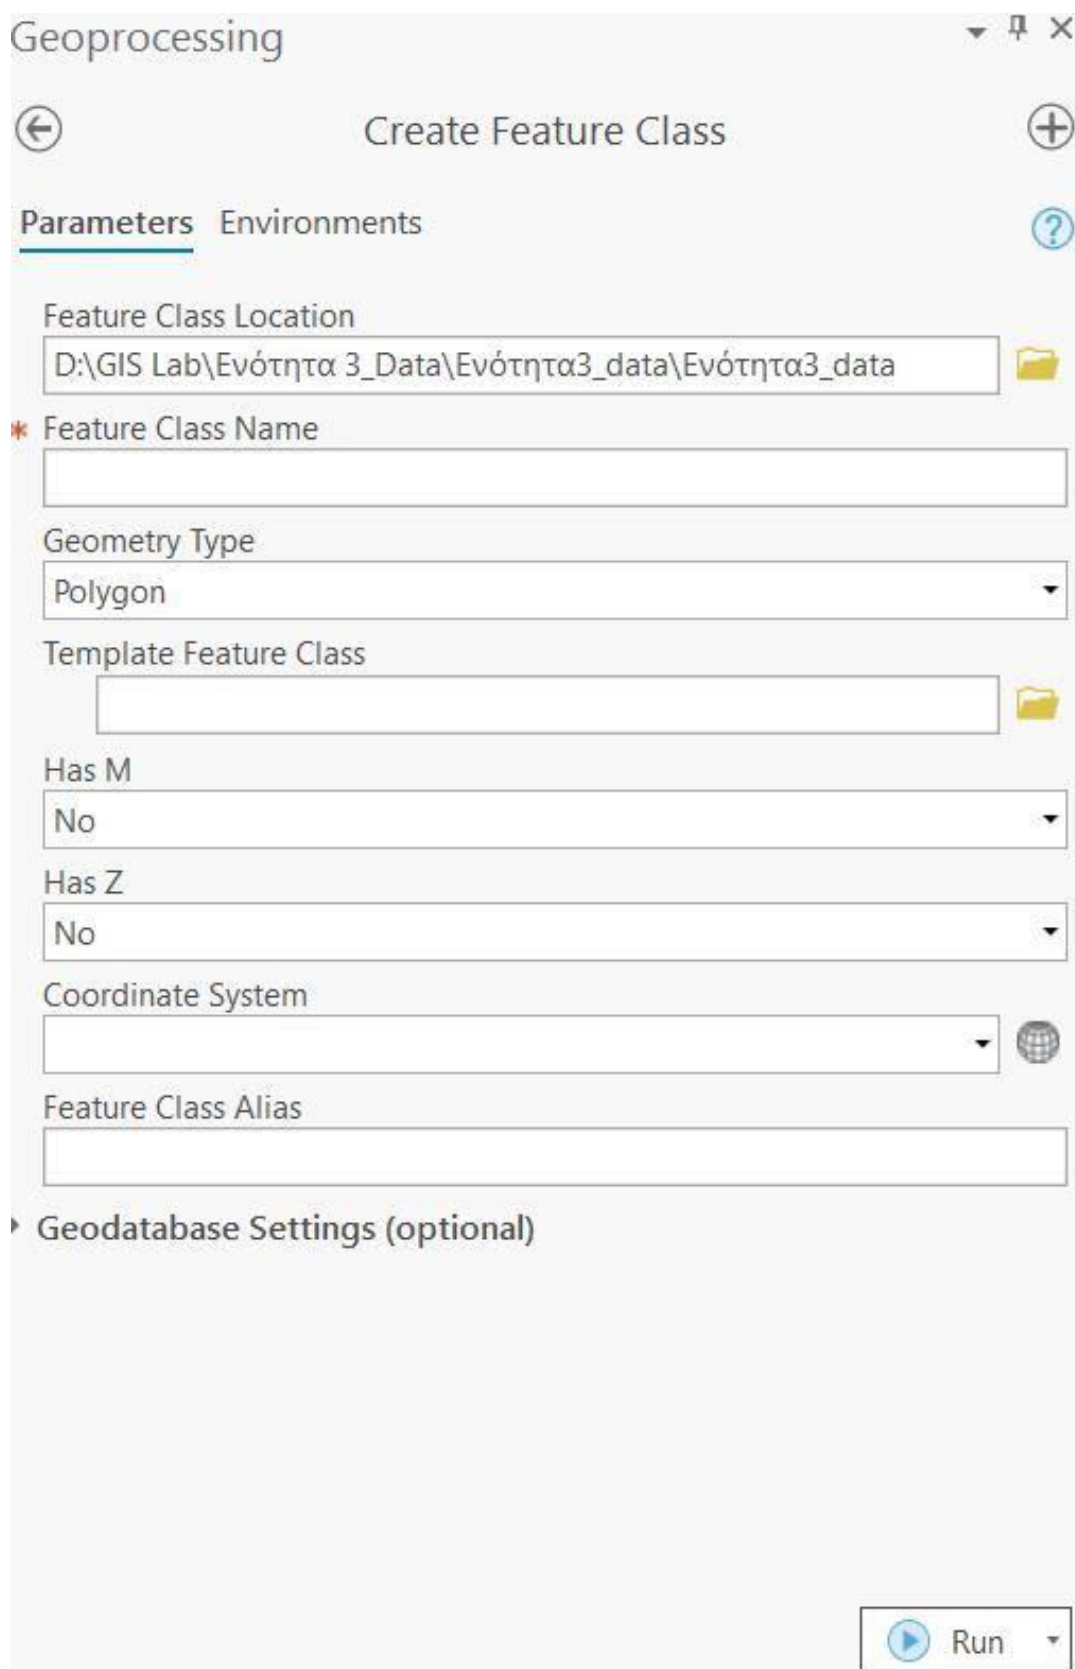 Geoprocessing
Create Feature Class
Parameters Environments
Feature Class Location
D:\GIS Lab\Ενότητα 3_Data\Ενότητα3_data\Ενότητα3_data
* Feature Class Name
Geometry Type
Polygon
Template Feature Class
Has M
No
Has Z
No
Coordinate System
Feature Class Alias
Geodatabase Settings (optional)
Run